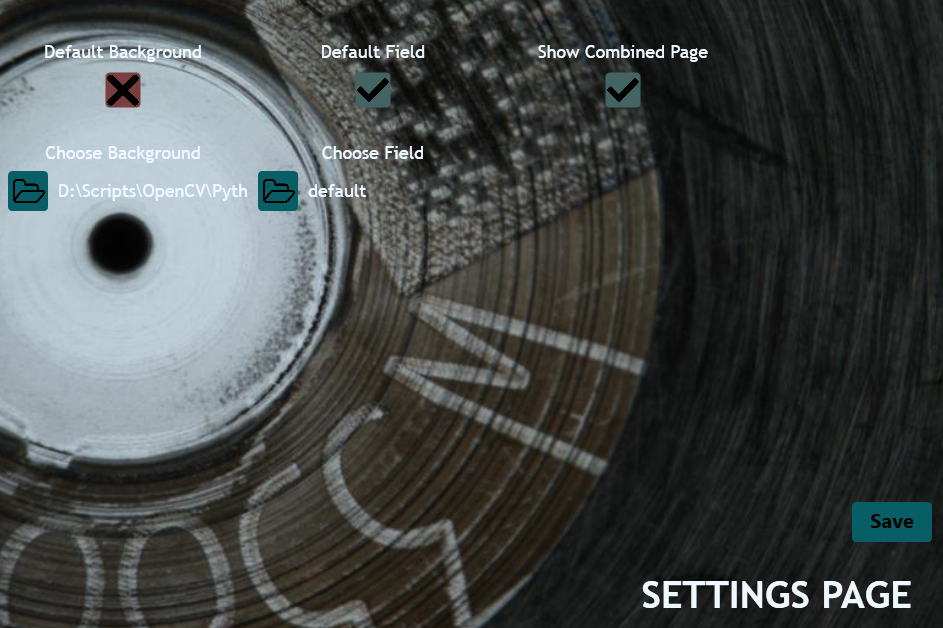 Default Background
Default Field
Show Combined Page
Choose Background
Choose Field
D:\Scripts\OpenCV\Pyth
default
Save
SETTINGS PAGE